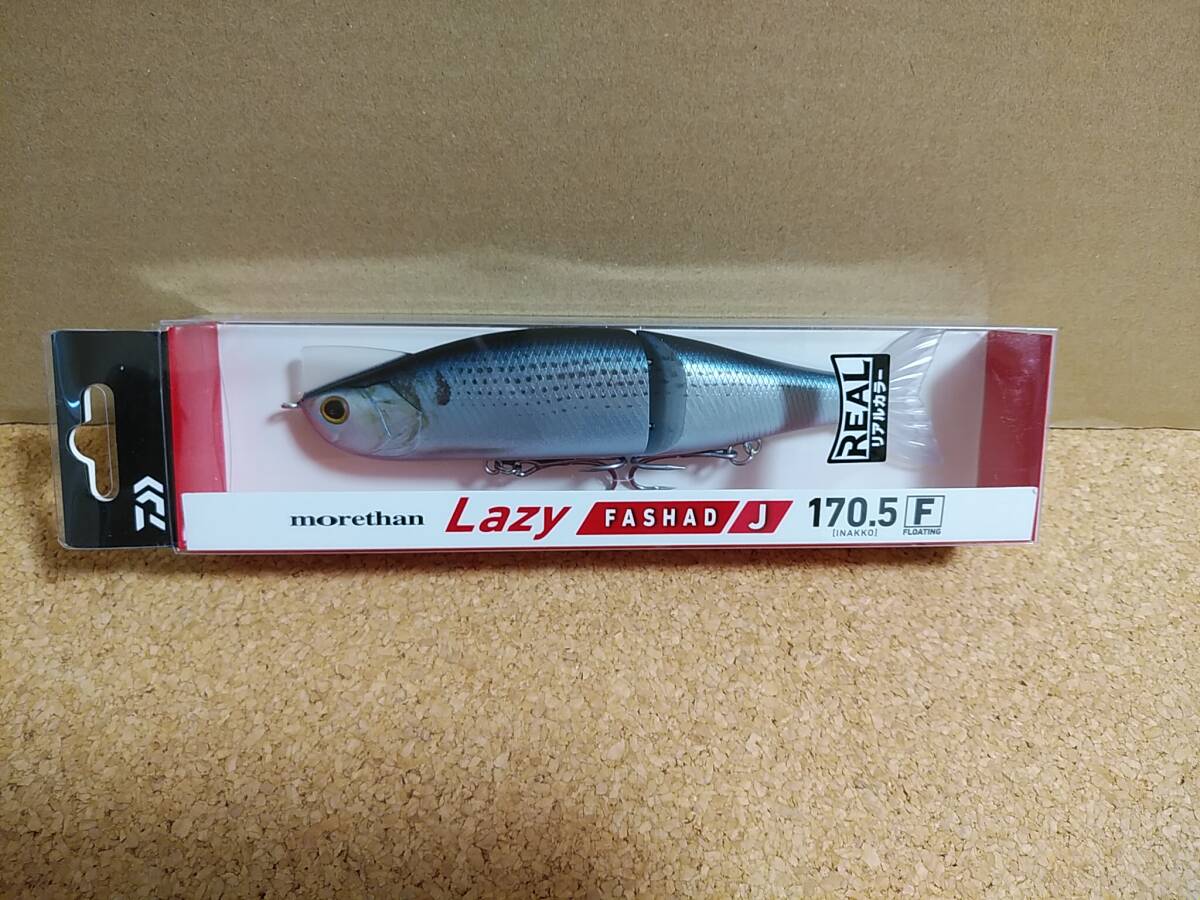 REAL
リアルカラー
morethan Lazy FASHAD J 170.5 F
[INAKKO] FLOATING